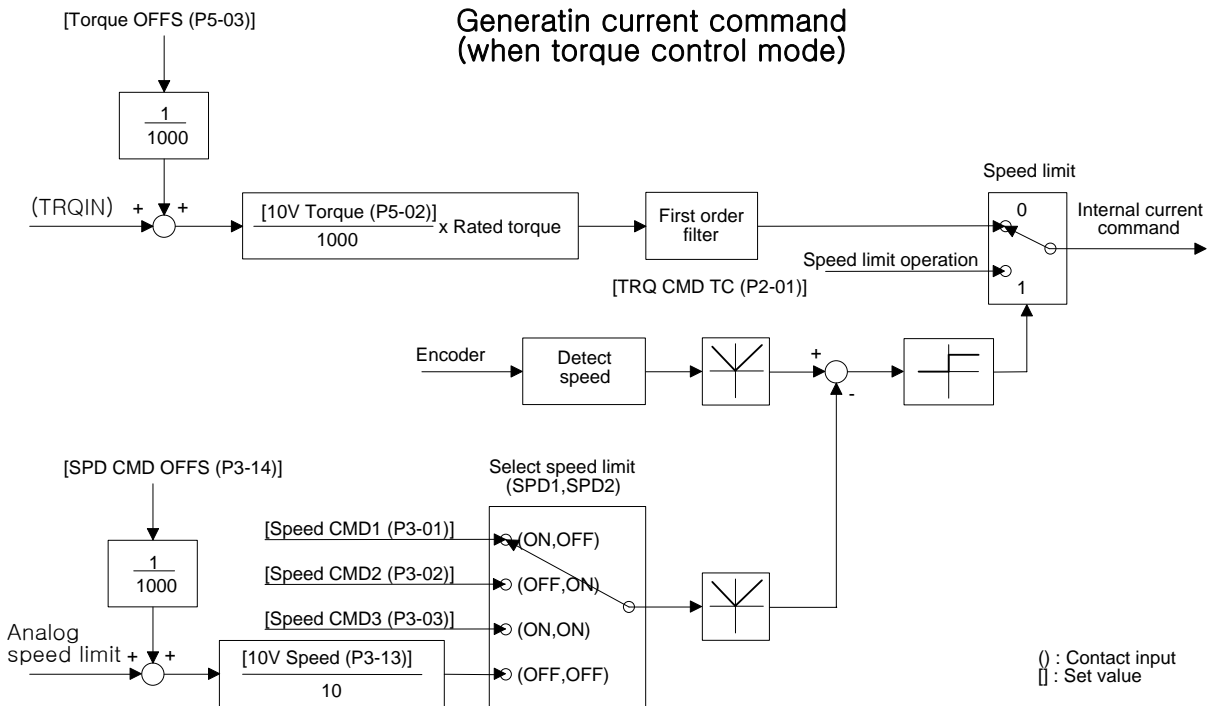 Generatin current command
(when torque control mode)
[Torque OFFS (P5-03)]
1
1000
(TRQIN)
+
+
[10V Torque (P5-02)]
1000
x Rated torque
First order
filter
[TRQ CMD TC (P2-01)]
Speed limit
0
1
Speed limit operation
Internal current
command
Encoder
Detect
speed
+
-
[SPD CMD OFFS (P3-14)]
1
1000
Analog
speed limit
+
+
[10V Speed (P3-13)]
10
Select speed limit
(SPD1,SPD2)
[Speed CMD1 (P3-01)]
(ON,OFF)
[Speed CMD2 (P3-02)]
(OFF,ON)
[Speed CMD3 (P3-03)]
(ON,ON)
(OFF,OFF)
() : Contact input
[] : Set value